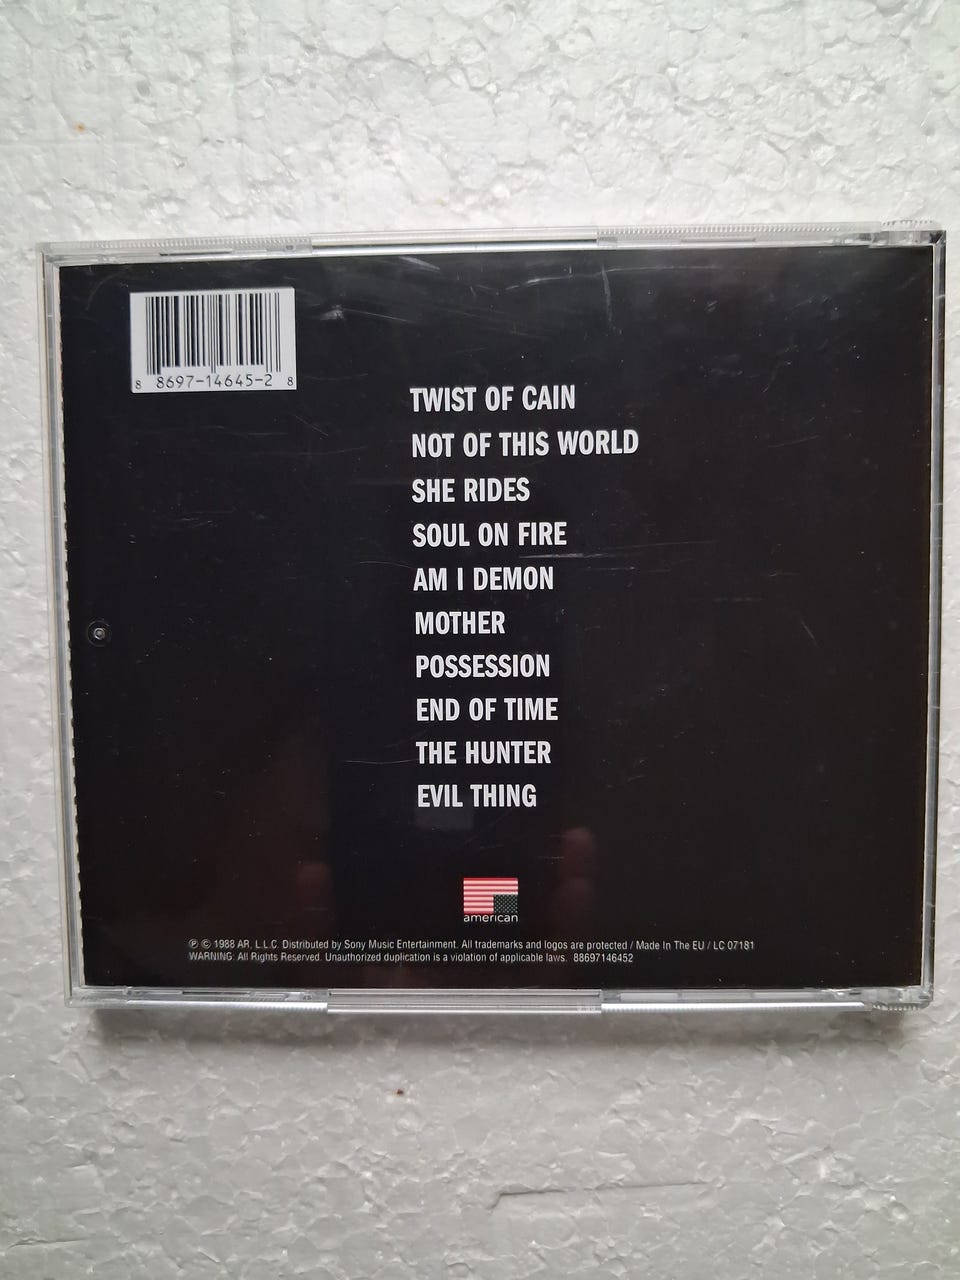 8 8697-14645-2 8
TWIST OF CAIN
NOT OF THIS WORLD
SHE RIDES
SOUL ON FIRE
AM I DEMON
MOTHER
POSSESSION
END OF TIME
THE HUNTER
EVIL THING
american
℗ © 1988 AR, L.L.C. Distributed by Sony Music Entertainment. All trademarks and logos are protected / Made In The EU / LC 07181
WARNING: All Rights Reserved. Unauthorized duplication is a violation of applicable laws. 88697146452